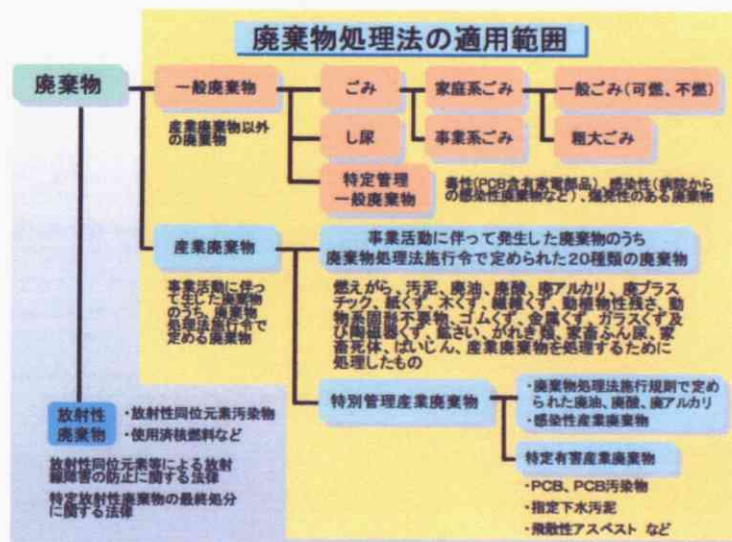 廃棄物処理法の適用範囲
廃棄物
一般廃棄物
産業廃棄物以外
の廃棄物
ごみ
家庭系ごみ
一般ごみ(可燃、不燃)
し尿
事業系ごみ
粗大ごみ
特定管理
一般廃棄物
毒性(PCB含有家電部品)、感染性(病院から
の感染性廃棄物など)、爆発性のある廃棄物
産業廃棄物
事業活動に伴っ
て生じた廃棄物
のうち、廃棄物
処理法施行令で
定める廃棄物
事業活動に伴って発生した廃棄物のうち
廃棄物処理法施行令で定められた20種類の廃棄物
燃えがら、汚泥、廃油、廃酸、廃アルカリ、廃プラス
チック、紙くず、木くず、繊維くず、動植物性残さ、動
物系固形不要物、ゴムくず、金属くず、ガラスくず及
び陶磁器くず、鉱さい、がれき類、家畜ふん尿、家
畜死体、ばいじん、産業廃棄物を処理するために
処理したもの
特別管理産業廃棄物
・廃棄物処理法施行規則で定め
られた廃油、廃酸、廃アルカリ
・感染性産業廃棄物
特定有害産業廃棄物
・PCB、PCB汚染物
・指定下水汚泥
・飛散性アスベスト など
放射性
廃棄物
・放射性同位元素汚染物
・使用済核燃料など
放射性同位元素等による放射
線障害の防止に関する法律
特定放射性廃棄物の最終処分
に関する法律